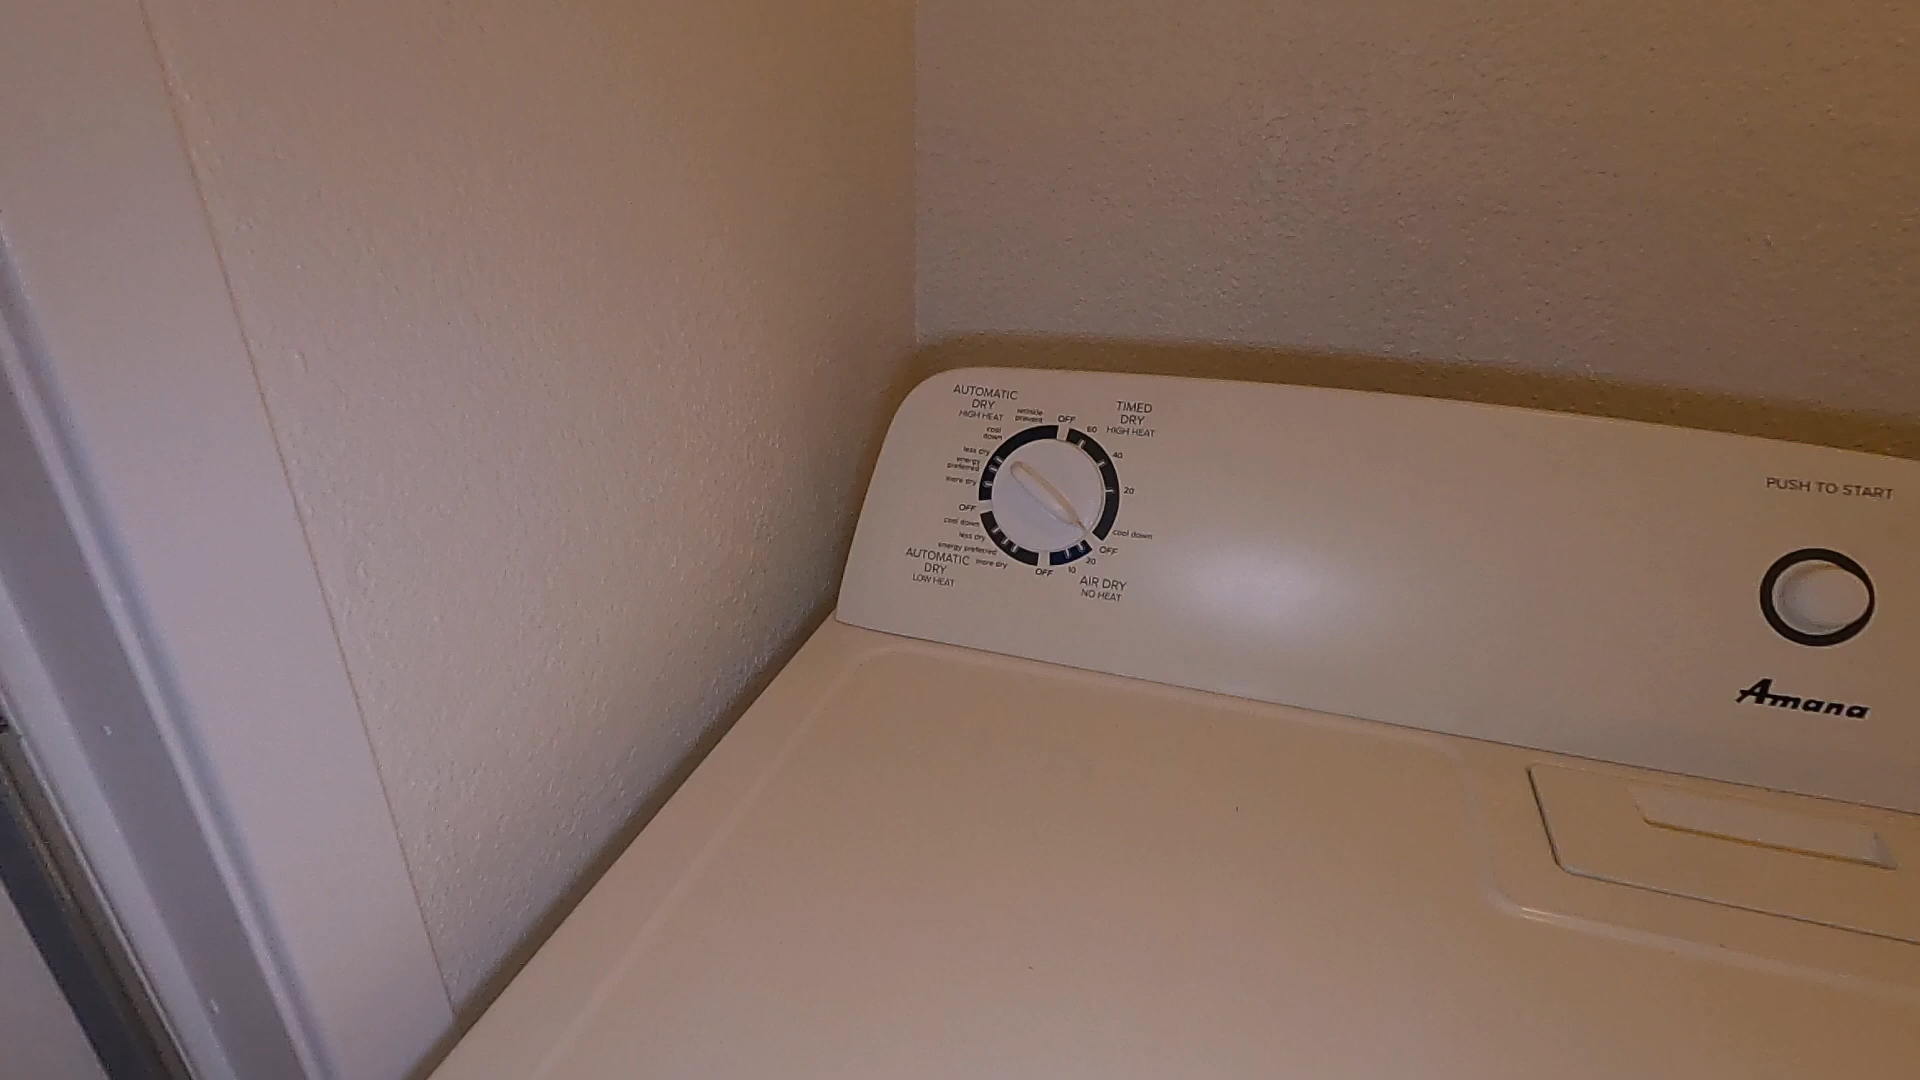 AUTOMATIC
DRY
HIGH HEAT
wrinkle
prevent
OFF
60
TIMED
DRY
HIGH HEAT
cool
down
40
less dry
energy
preferred
more dry
20
OFF
cool down
cool down
less dry
OFF
energy preferred
20
AUTOMATIC
DRY
LOW HEAT
more dry
OFF
10
AIR DRY
NO HEAT
PUSH TO START
Amana